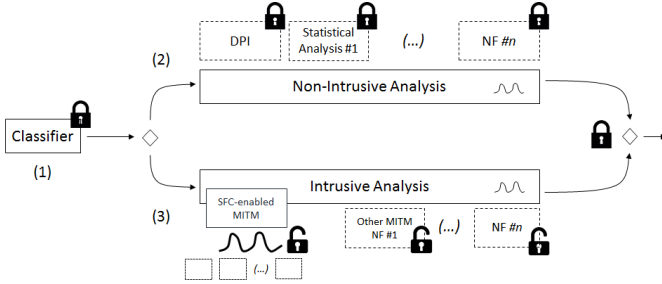 DPI
Statistical
Analysis #1
(...)
NF #n
(2)
Non-Intrusive Analysis
Classifier
(1)
Intrusive Analysis
(3)
SFC-enabled
MITM
Other MITM
NF #1
(...)
NF #n
(...)